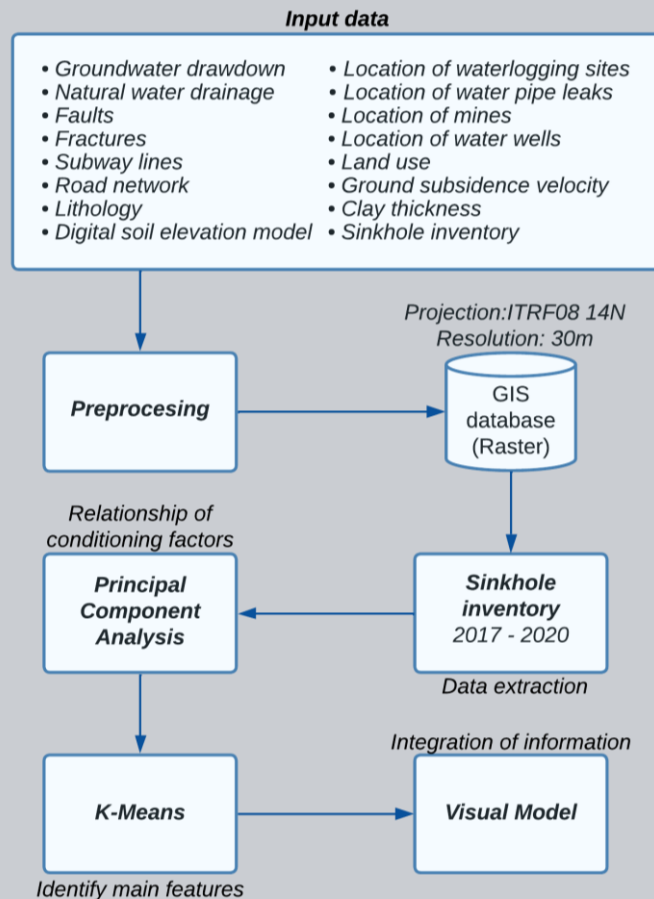 Input data
• Groundwater drawdown
• Natural water drainage
• Faults
• Fractures
• Subway lines
• Road network
• Lithology
• Digital soil elevation model
• Location of waterlogging sites
• Location of water pipe leaks
• Location of mines
• Location of water wells
• Land use
• Ground subsidence velocity
• Clay thickness
• Sinkhole inventory
Projection:ITRF08 14N
Resolution: 30m
Preprocesing
GIS
database
(Raster)
Relationship of
conditioning factors
Principal
Component
Analysis
Sinkhole
inventory
2017 - 2020
Data extraction
Integration of information
K-Means
Visual Model
Identify main features